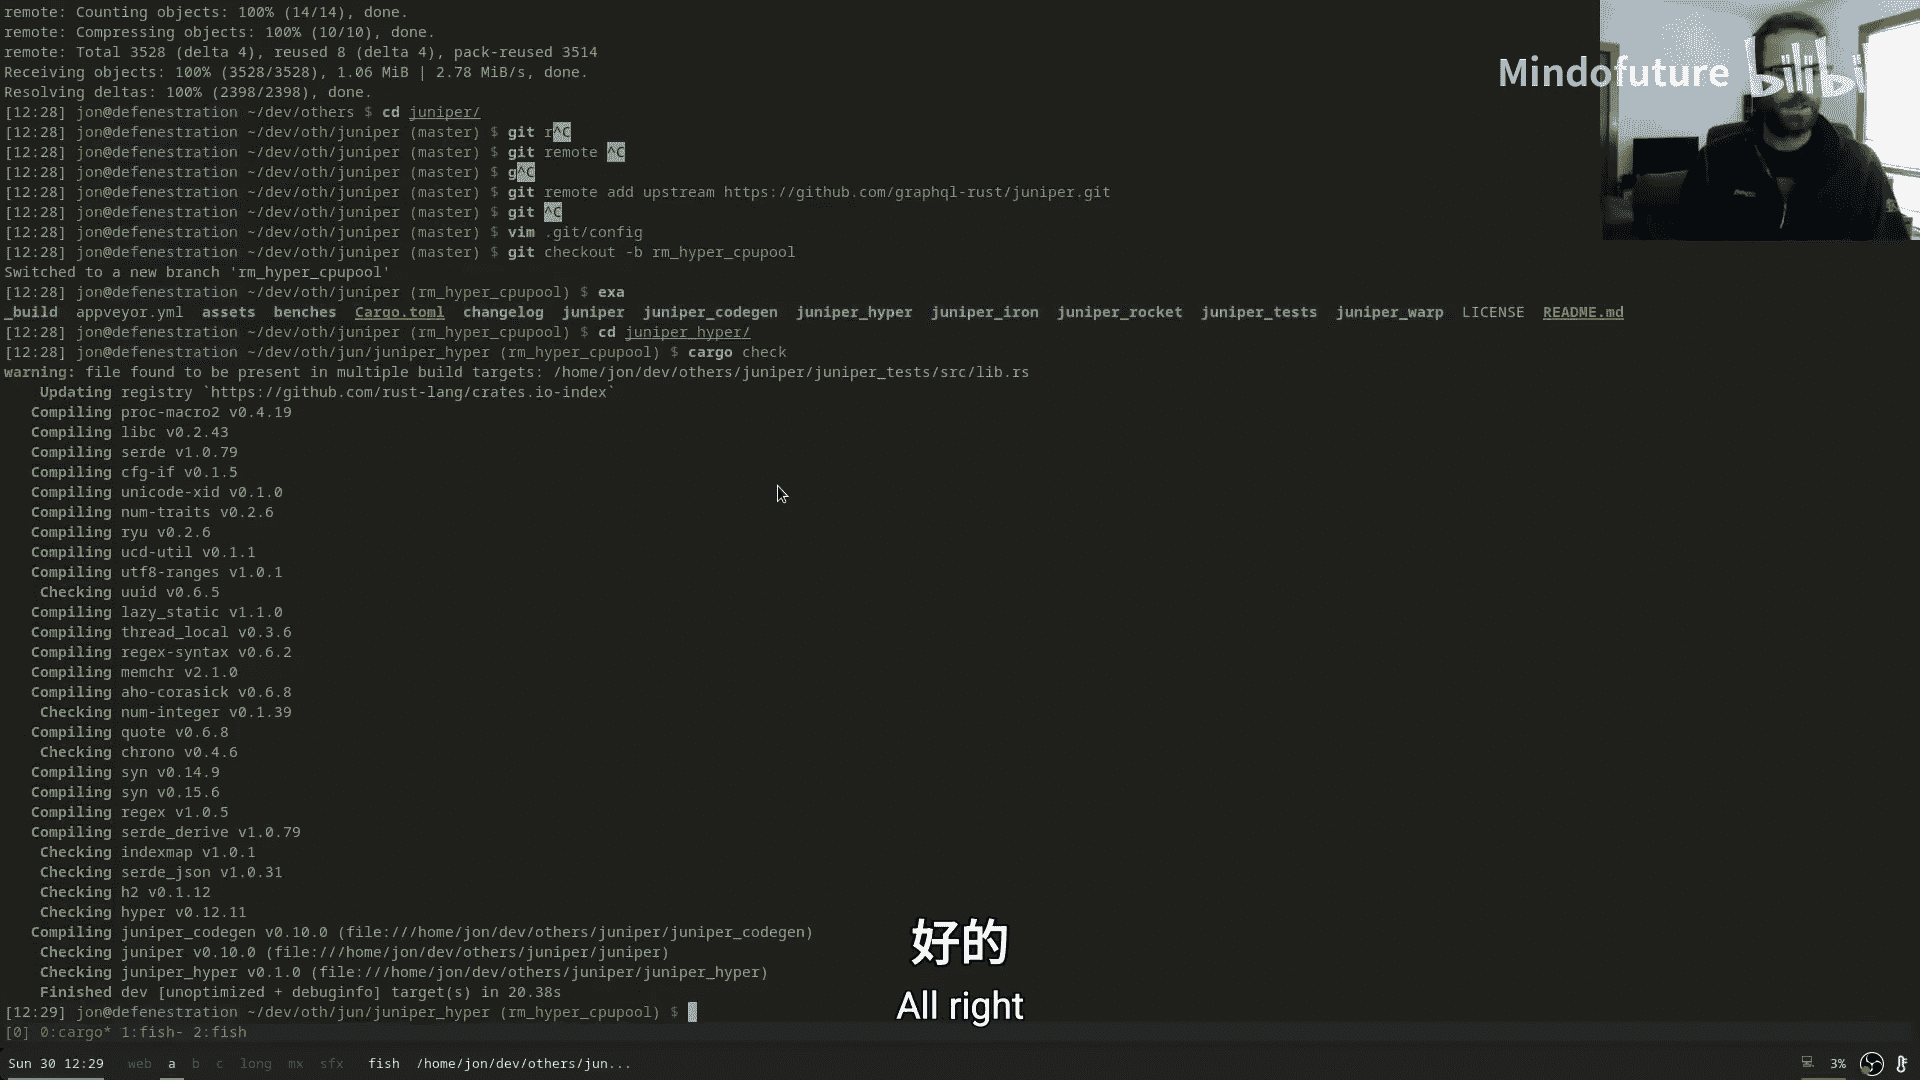 remote: Counting objects: 100% (14/14), done.
remote: Compressing objects: 100% (10/10), done.
remote: Total 3528 (delta 4), reused 8 (delta 4), pack-reused 3514
Receiving objects: 100% (3528/3528), 1.06 MiB | 2.78 MiB/s, done.
Resolving deltas: 100% (2398/2398), done.
[12:28] jon@defenestration ~/dev/others $ cd juniper/
[12:28] jon@defenestration ~/dev/oth/juniper (master) $ git r^C
[12:28] jon@defenestration ~/dev/oth/juniper (master) $ git remote ^C
[12:28] jon@defenestration ~/dev/oth/juniper (master) $ g^C
[12:28] jon@defenestration ~/dev/oth/juniper (master) $ git remote add upstream https://github.com/graphql-rust/juniper.git
[12:28] jon@defenestration ~/dev/oth/juniper (master) $ git ^C
[12:28] jon@defenestration ~/dev/oth/juniper (master) $ vim .git/config
[12:28] jon@defenestration ~/dev/oth/juniper (master) $ git checkout -b rm_hyper_cpupool
Switched to a new branch 'rm_hyper_cpupool'
[12:28] jon@defenestration ~/dev/oth/juniper (rm_hyper_cpupool) $ exa
_build appveyor.yml assets benches Cargo.toml changelog juniper juniper_codegen juniper_hyper juniper_iron juniper_rocket juniper_tests juniper_warp LICENSE README.md
[12:28] jon@defenestration ~/dev/oth/juniper (rm_hyper_cpupool) $ cd juniper_hyper/
[12:28] jon@defenestration ~/dev/oth/jun/juniper_hyper (rm_hyper_cpupool) $ cargo check
warning: file found to be present in multiple build targets: /home/jon/dev/others/juniper/juniper_tests/src/lib.rs
Updating registry `https://github.com/rust-lang/crates.io-index`
Compiling proc-macro2 v0.4.19
Compiling libc v0.2.43
Compiling serde v1.0.79
Compiling cfg-if v0.1.5
Compiling unicode-xid v0.1.0
Compiling num-traits v0.2.6
Compiling ryu v0.2.6
Compiling ucd-util v0.1.1
Compiling utf8-ranges v1.0.1
Checking uuid v0.6.5
Compiling lazy_static v1.1.0
Compiling thread_local v0.3.6
Compiling regex-syntax v0.6.2
Compiling memchr v2.1.0
Compiling aho-corasick v0.6.8
Checking num-integer v0.1.39
Compiling quote v0.6.8
Checking chrono v0.4.6
Compiling syn v0.14.9
Compiling syn v0.15.6
Compiling regex v1.0.5
Compiling serde_derive v1.0.79
Checking indexmap v1.0.1
Checking serde_json v1.0.31
Checking h2 v0.1.12
Checking hyper v0.12.11
Compiling juniper_codegen v0.10.0 (file:///home/jon/dev/others/juniper/juniper_codegen)
Checking juniper v0.10.0 (file:///home/jon/dev/others/juniper/juniper)
Checking juniper_hyper v0.1.0 (file:///home/jon/dev/others/juniper/juniper_hyper)
Finished dev [unoptimized + debuginfo] target(s) in 20.38s
[12:29] jon@defenestration ~/dev/oth/jun/juniper_hyper (rm_hyper_cpupool) $
[0] 0:cargo* 1:fish- 2:fish
Sun 30 12:29 web a b c long mx sfx fish /home/jon/dev/others/jun... 3%
Mindofuture bilibili
好的
All right